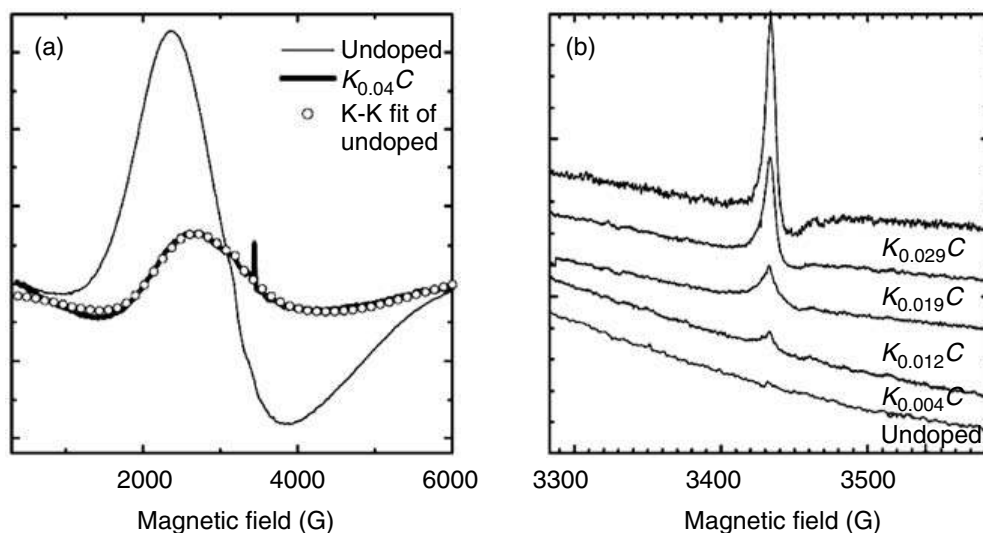 (a)
Undoped
K0.04C
K-K fit of
undoped
2000
4000
6000
Magnetic field (G)
(b)
K0.029C
K0.019C
K0.012C
K0.004C
Undoped
3300
3400
3500
Magnetic field (G)